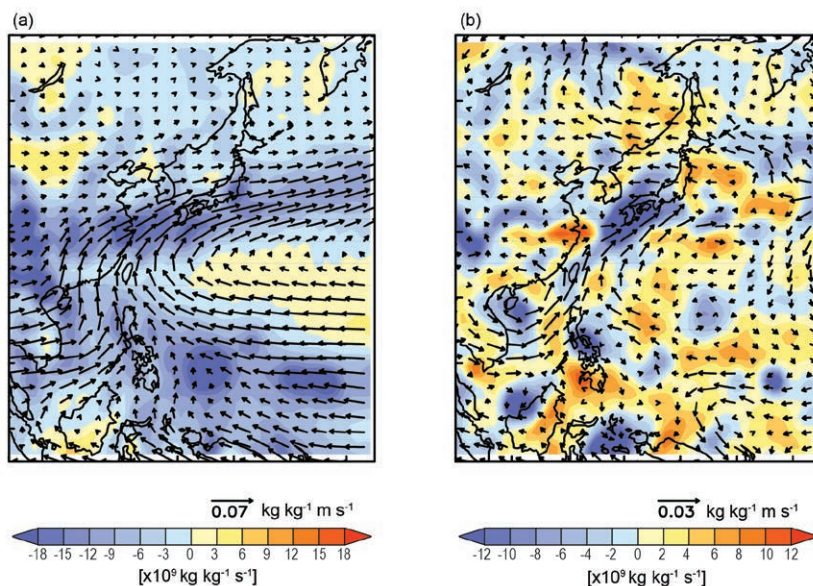 (a)
(b)
0.07 kg kg⁻¹ m s⁻¹
0.03 kg kg⁻¹ m s⁻¹
-18 -15 -12 -9 -6 -3 0 3 6 9 12 15 18
-12 -10 -8 -6 -4 -2 0 2 4 6 8 10 12
[x10⁹ kg kg⁻¹ s⁻¹]
[x10⁹ kg kg⁻¹ s⁻¹]